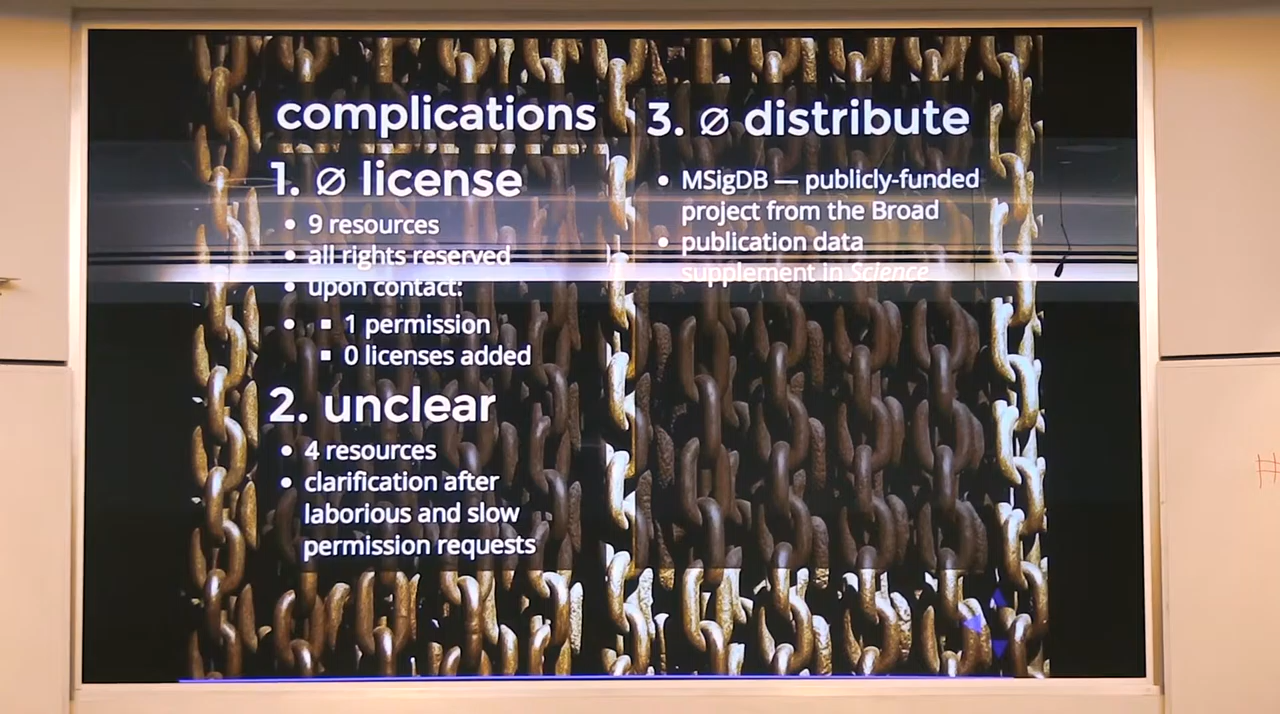 complications
1. ∅ license
• 9 resources
• all rights reserved
• upon contact:
• ▪ 1 permission
▪ 0 licenses added
2. unclear
• 4 resources
• clarification after
laborious and slow
permission requests
3. ∅ distribute
• MSigDB — publicly-funded
project from the Broad
• publication data
supplement in Science